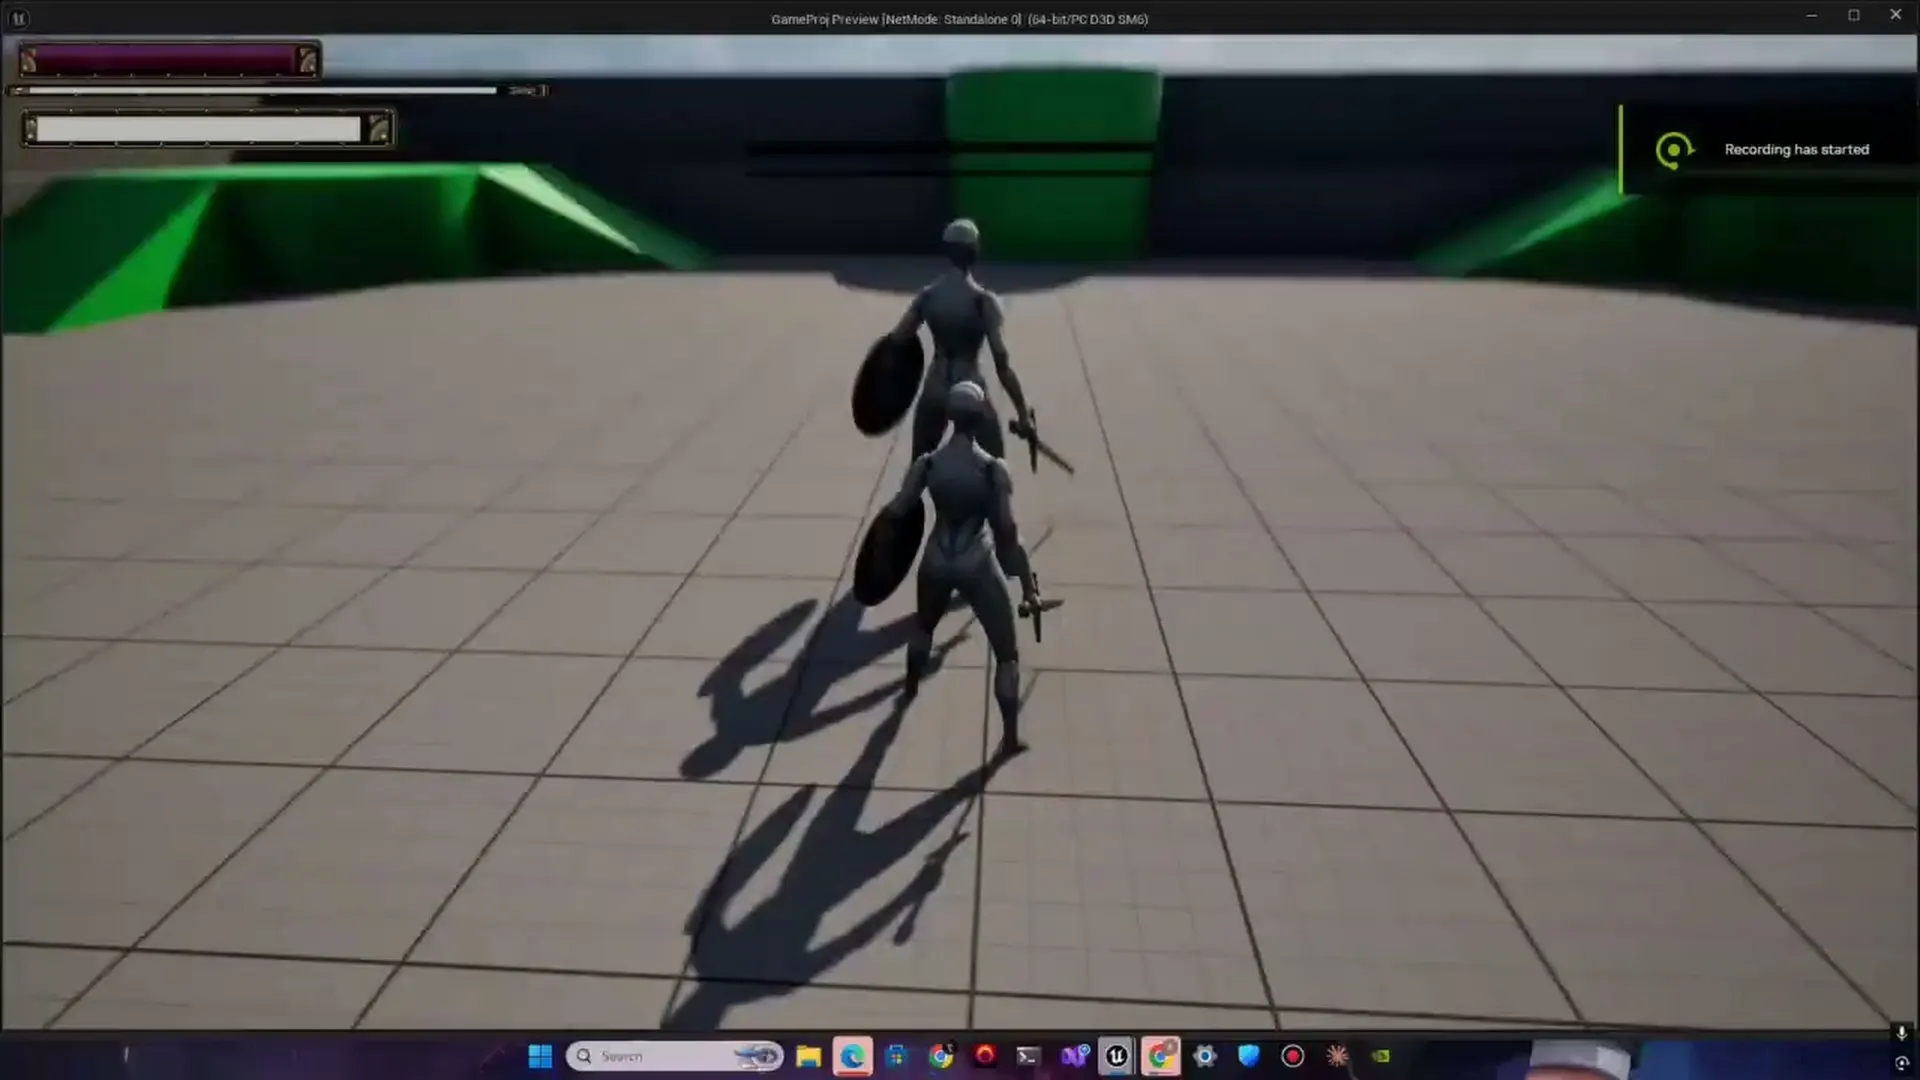 GameProj Preview [NetMode: Standalone 0] (64-bit/PC D3D SM6)
Recording has started
Search